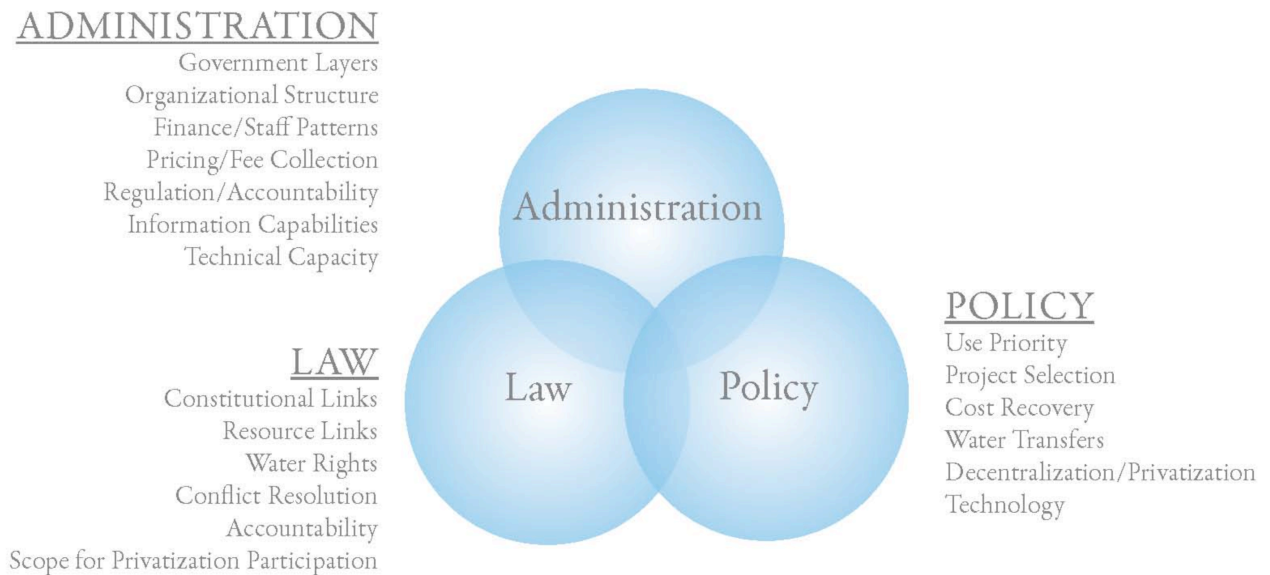 ADMINISTRATION
Government Layers
Organizational Structure
Finance/Staff Patterns
Pricing/Fee Collection
Regulation/Accountability
Information Capabilities
Technical Capacity
LAW
Constitutional Links
Resource Links
Water Rights
Conflict Resolution
Accountability
Scope for Privatization Participation
Administration
Law
Policy
POLICY
Use Priority
Project Selection
Cost Recovery
Water Transfers
Decentralization/Privatization
Technology